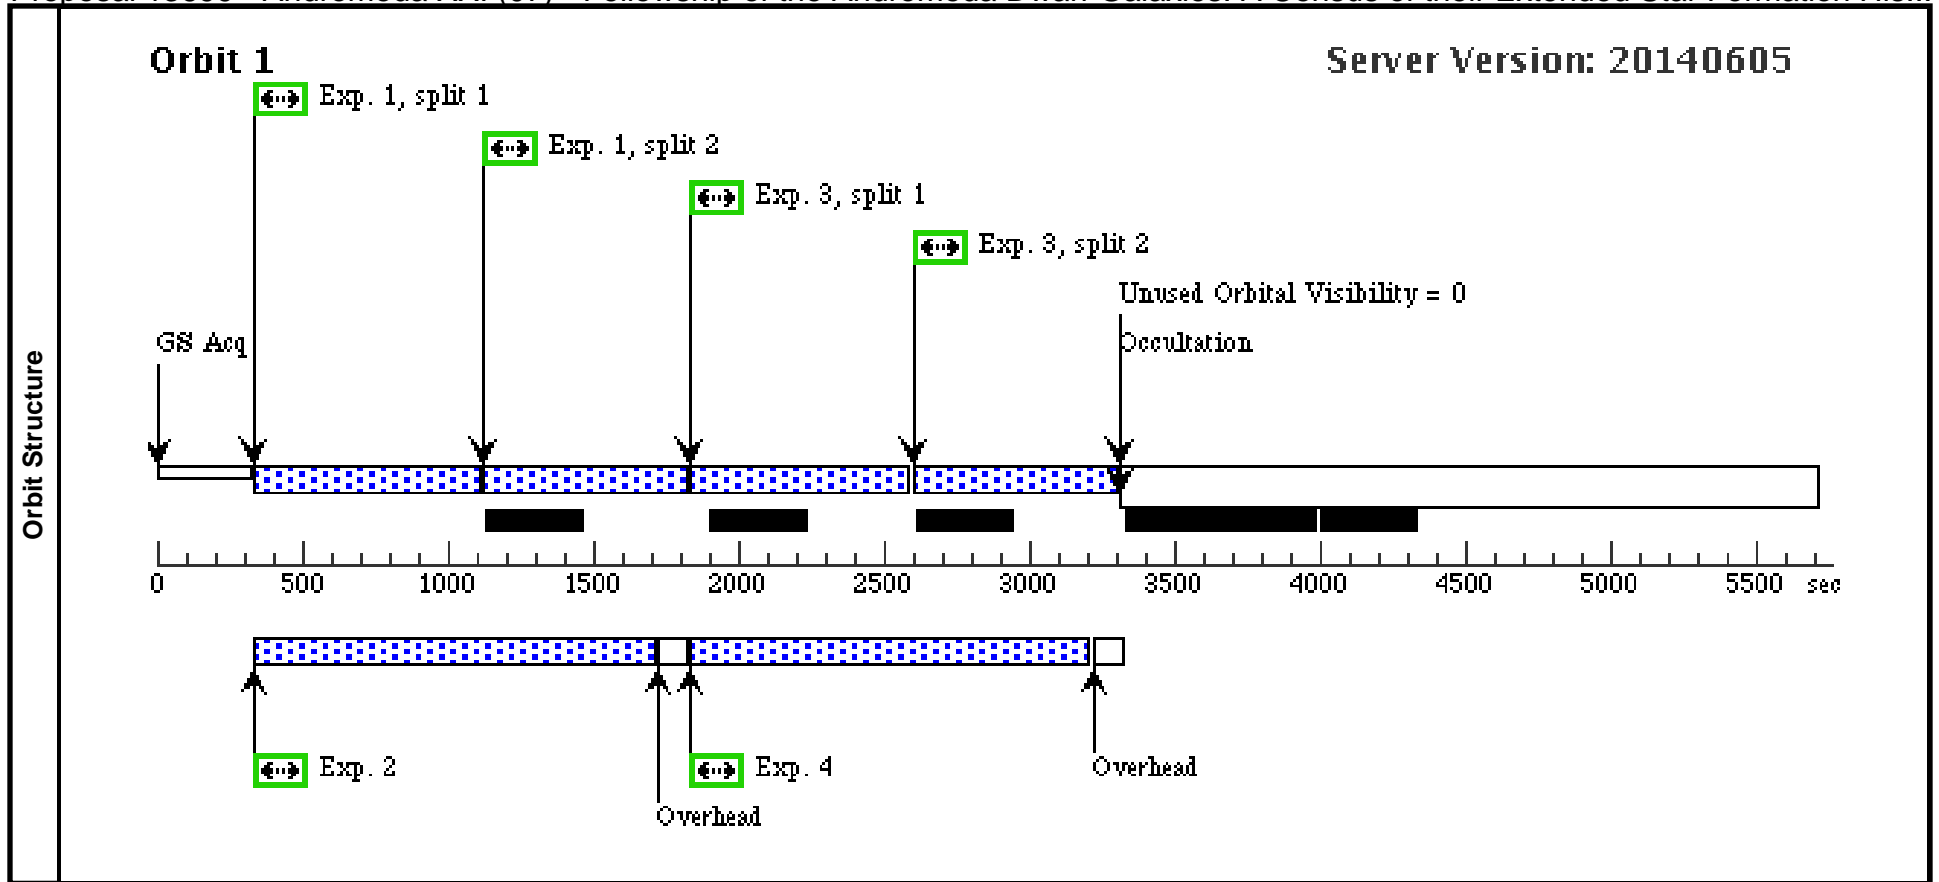 Orbit 1
Server Version: 20140605
Exp. 1, split 1
Exp. 1, split 2
Exp. 3, split 1
Exp. 3, split 2
Unused Orbital Visibility = 0
GS Acq
Occultation
Orbit Structure
0 500 1000 1500 2000 2500 3000 3500 4000 4500 5000 5500 sec
Exp. 2
Exp. 4
Overhead
Overhead